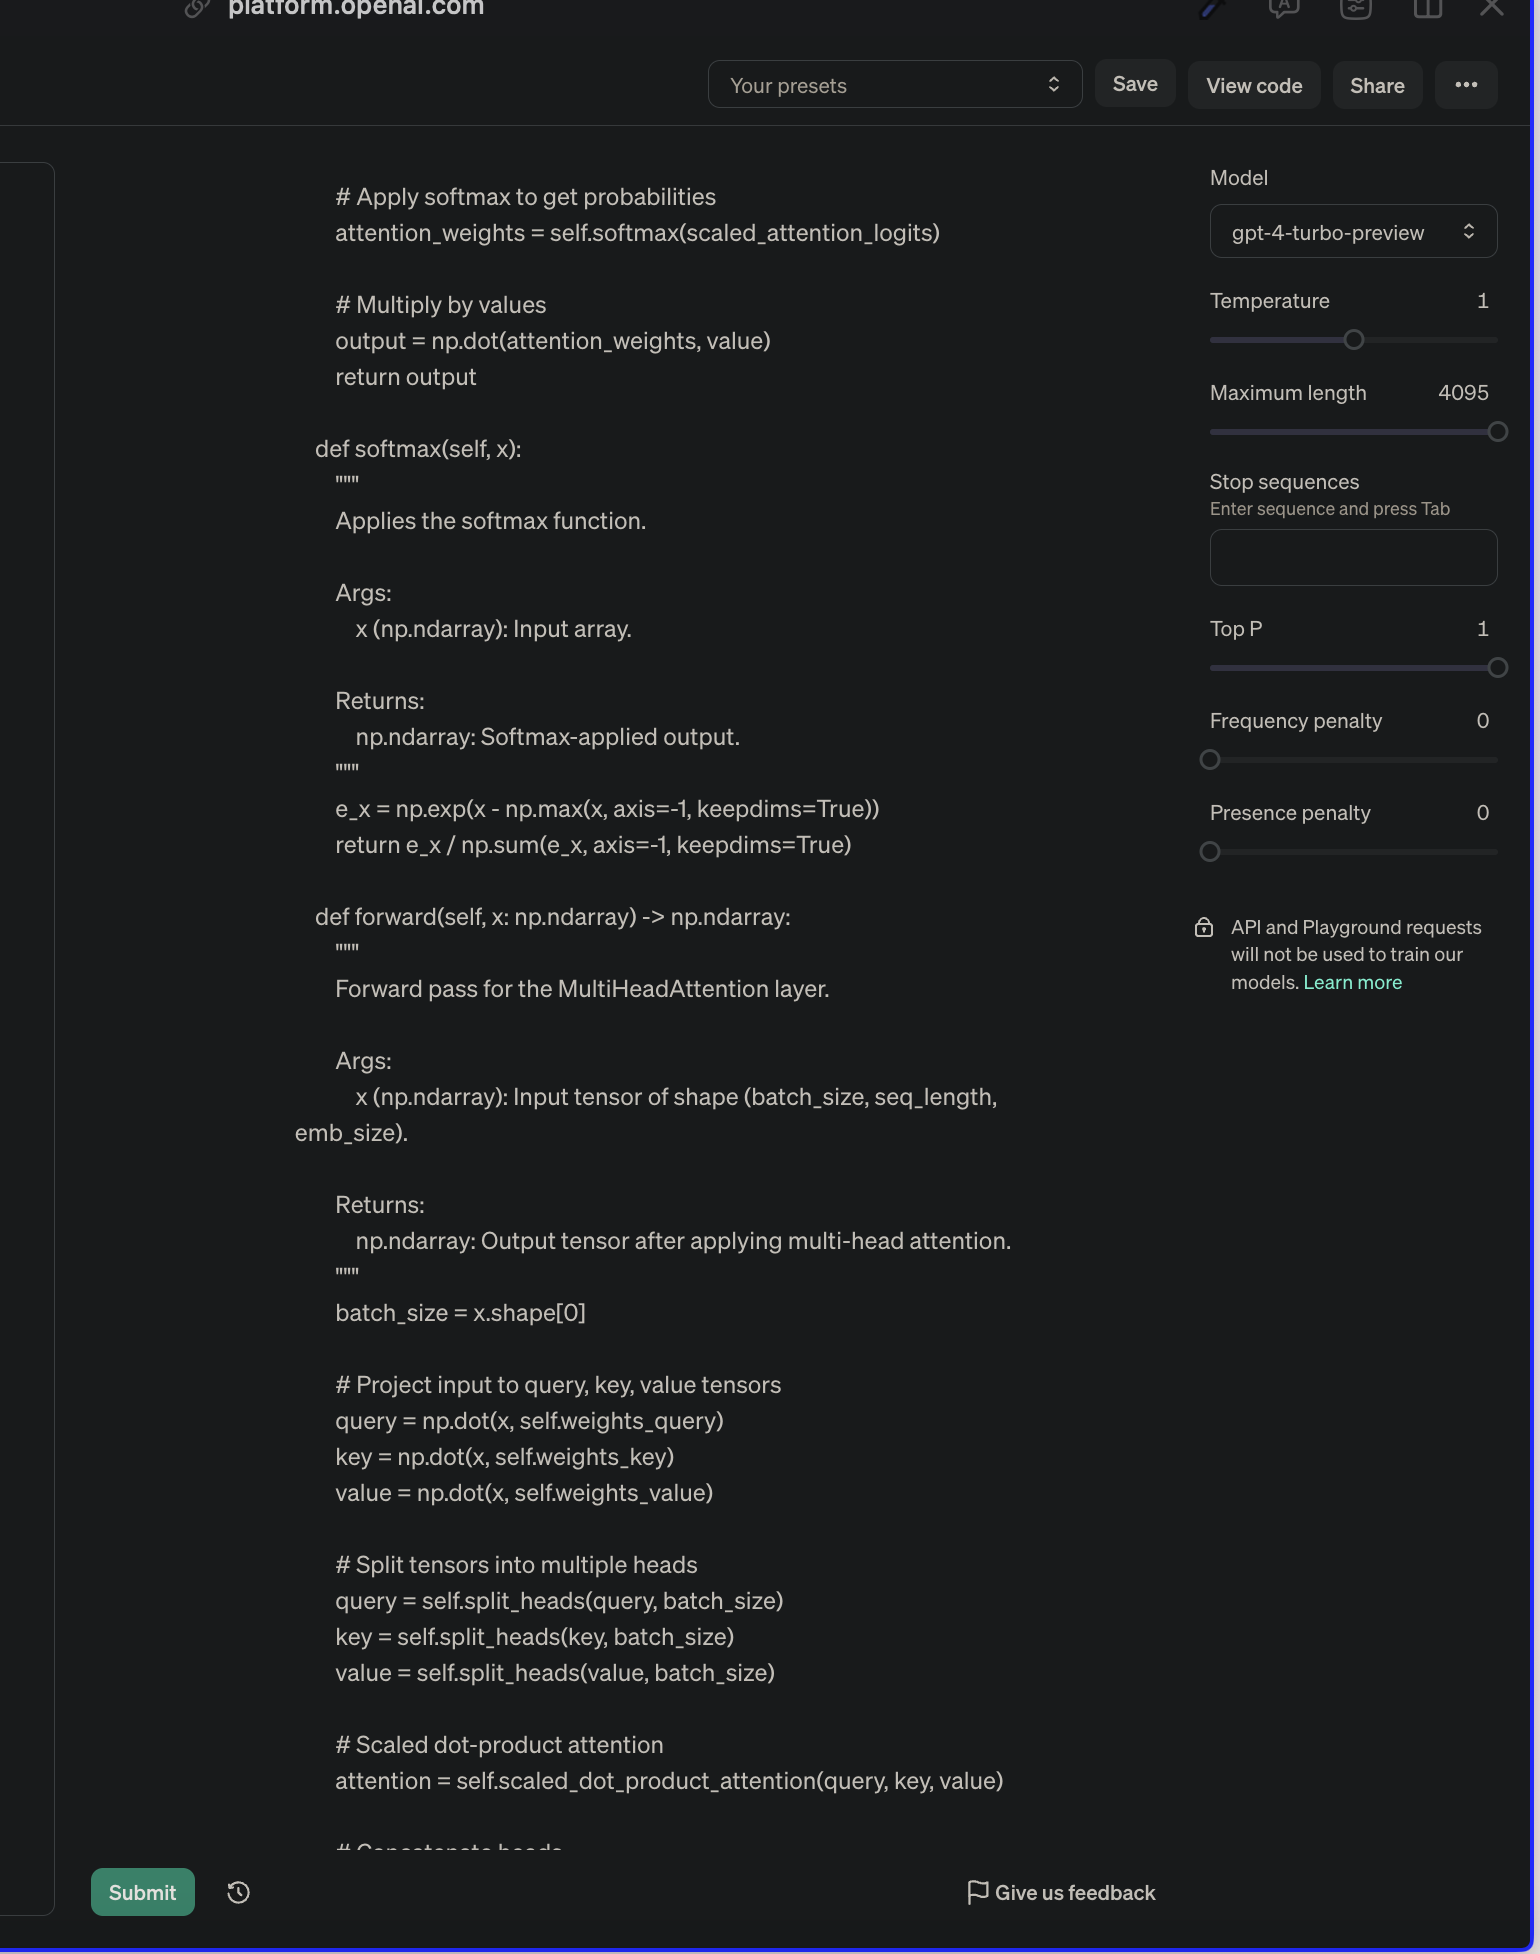 platform.openai.com
Your presets
Save
View code
Share
# Apply softmax to get probabilities
attention_weights = self.softmax(scaled_attention_logits)
# Multiply by values
output = np.dot(attention_weights, value)
return output
def softmax(self, x):
"""
Applies the softmax function.
Args:
x (np.ndarray): Input array.
Returns:
np.ndarray: Softmax-applied output.
"""
e_x = np.exp(x - np.max(x, axis=-1, keepdims=True))
return e_x / np.sum(e_x, axis=-1, keepdims=True)
def forward(self, x: np.ndarray) -> np.ndarray:
"""
Forward pass for the MultiHeadAttention layer.
Args:
x (np.ndarray): Input tensor of shape (batch_size, seq_length,
emb_size).
Returns:
np.ndarray: Output tensor after applying multi-head attention.
"""
batch_size = x.shape[0]
# Project input to query, key, value tensors
query = np.dot(x, self.weights_query)
key = np.dot(x, self.weights_key)
value = np.dot(x, self.weights_value)
# Split tensors into multiple heads
query = self.split_heads(query, batch_size)
key = self.split_heads(key, batch_size)
value = self.split_heads(value, batch_size)
# Scaled dot-product attention
attention = self.scaled_dot_product_attention(query, key, value)
# Concatenate heads
Model
gpt-4-turbo-preview
Temperature 1
Maximum length 4095
Stop sequences
Enter sequence and press Tab
Top P 1
Frequency penalty 0
Presence penalty 0
API and Playground requests
will not be used to train our
models. Learn more
Submit
Give us feedback